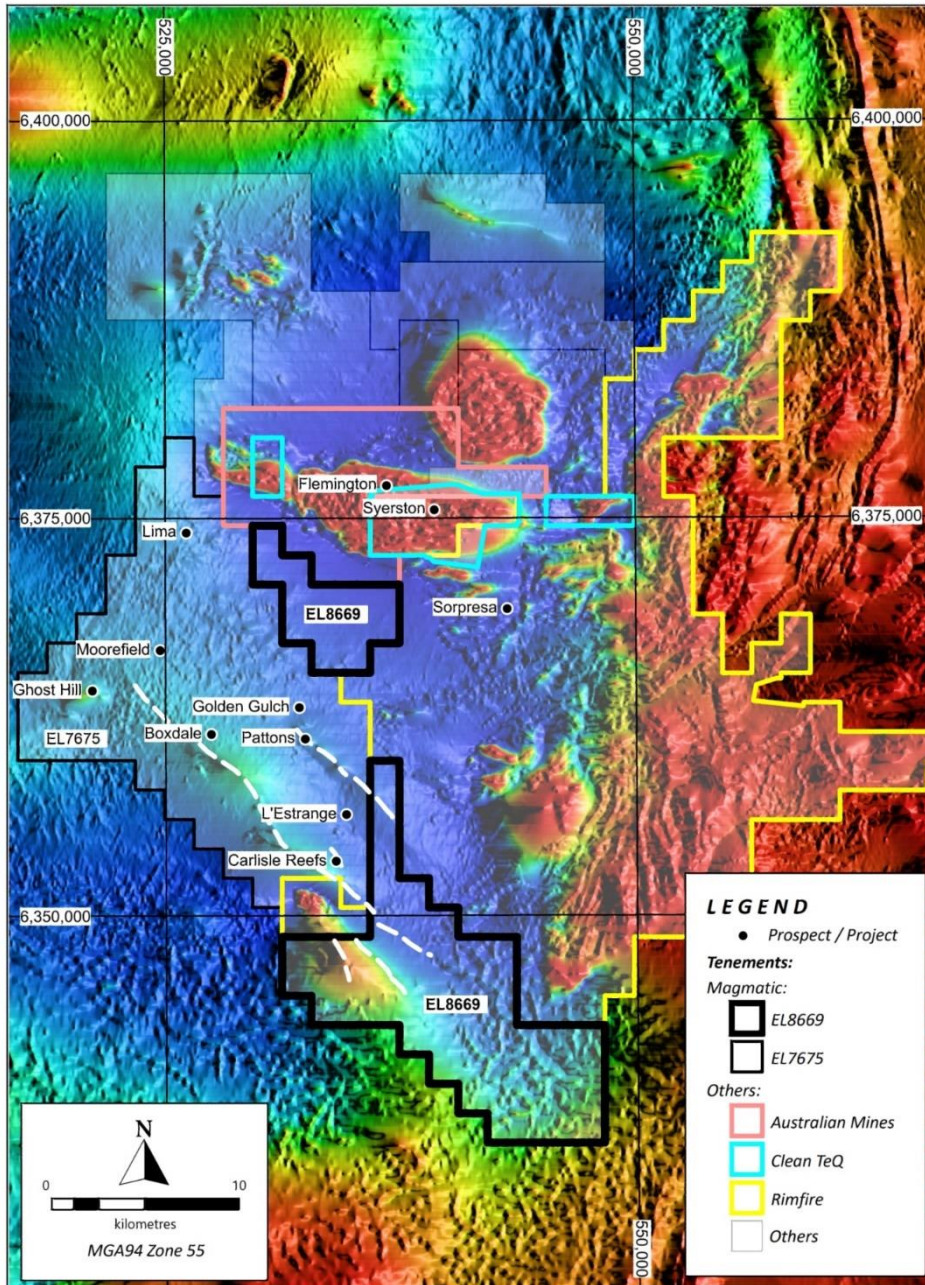 525,000
550,000
6,400,000
6,400,000
Flemington
Syerston
6,375,000
6,375,000
Lima
EL8669
Sorpresa
Moorefield
Ghost Hill
Golden Gulch
EL7675
Boxdale
Pattons
L'Estrange
Carlisle Reefs
6,350,000
EL8669
LEGEND
Prospect / Project
Tenements:
Magmatic:
EL8669
EL7675
Others:
Australian Mines
Clean TeQ
Rimfire
Others
N
0 10
kilometres
MGA94 Zone 55
550,000